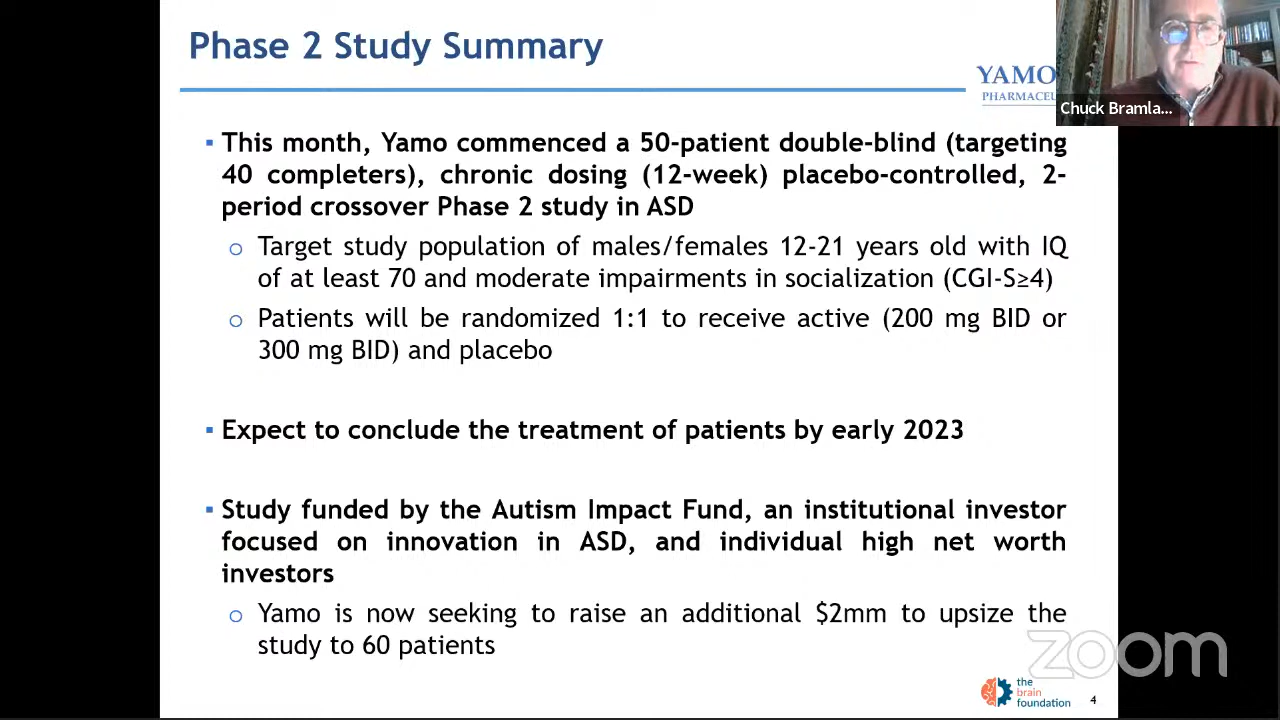 Phase 2 Study Summary
YAMO
PHARMACEU
Chuck Bramla...
▪ This month, Yamo commenced a 50-patient double-blind (targeting
40 completers), chronic dosing (12-week) placebo-controlled, 2-
period crossover Phase 2 study in ASD
o Target study population of males/females 12-21 years old with IQ
of at least 70 and moderate impairments in socialization (CGI-S≥4)
o Patients will be randomized 1:1 to receive active (200 mg BID or
300 mg BID) and placebo
▪ Expect to conclude the treatment of patients by early 2023
▪ Study funded by the Autism Impact Fund, an institutional investor
focused on innovation in ASD, and individual high net worth
investors
o Yamo is now seeking to raise an additional $2mm to upsize the
study to 60 patients
zoom
the
brain
foundation
4